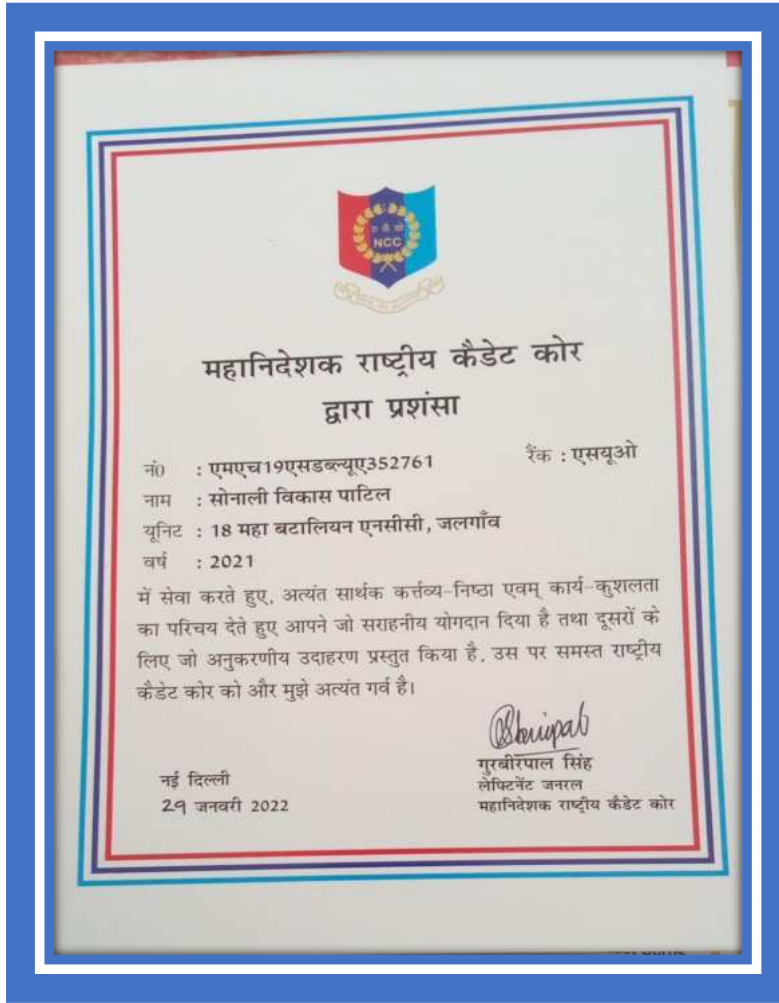 रा कै को
NCC
महानिदेशक राष्ट्रीय कैडेट कोर
द्वारा प्रशंसा
नं0 : एमएच19एसडब्ल्यूए352761 रैंक : एसयूओ
नाम : सोनाली विकास पाटिल
यूनिट : 18 महा बटालियन एनसीसी, जलगाँव
वर्ष : 2021
में सेवा करते हुए, अत्यंत सार्थक कर्त्तव्य-निष्ठा एवम् कार्य-कुशलता
का परिचय देते हुए आपने जो सराहनीय योगदान दिया है तथा दूसरों के
लिए जो अनुकरणीय उदाहरण प्रस्तुत किया है, उस पर समस्त राष्ट्रीय
कैडेट कोर को और मुझे अत्यंत गर्व है।
गुरबीरपाल सिंह
नई दिल्ली लेफ्टिनेंट जनरल
29 जनवरी 2022 महानिदेशक राष्ट्रीय कैडेट कोर